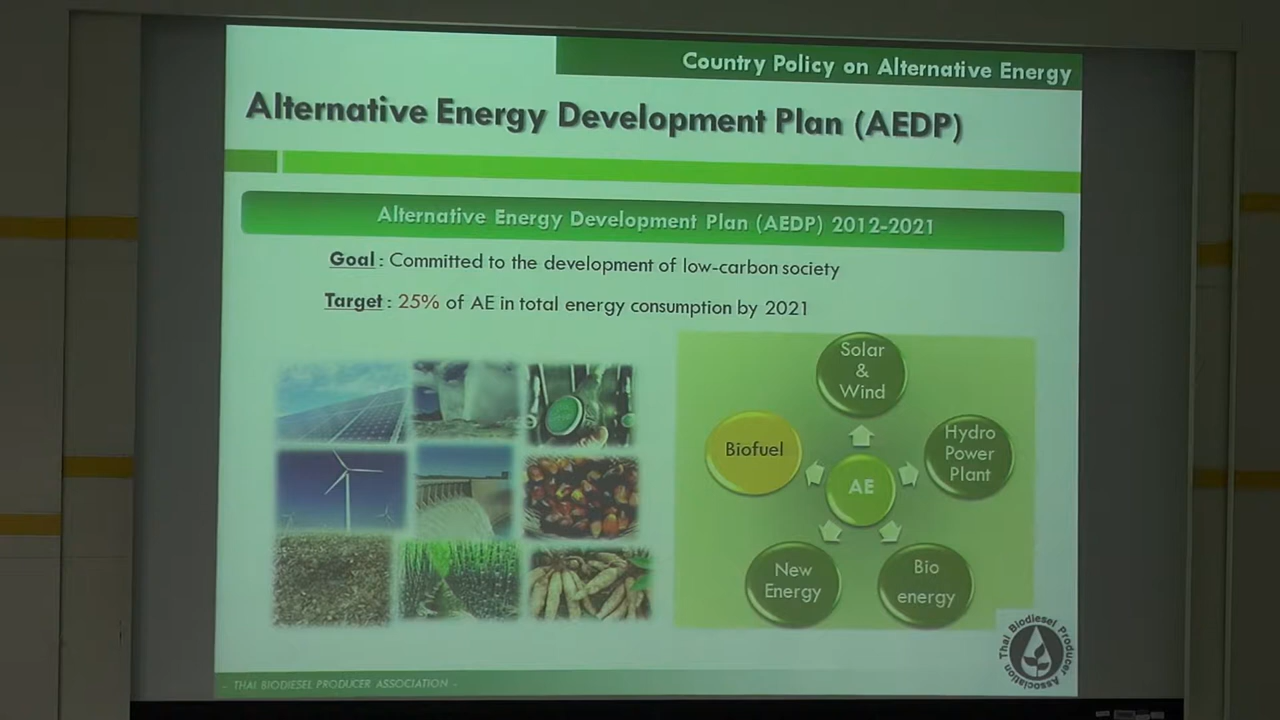 Country Policy on Alternative Energy
Alternative Energy Development Plan (AEDP)
Alternative Energy Development Plan (AEDP) 2012-2021
Goal : Committed to the development of low-carbon society
Target : 25% of AE in total energy consumption by 2021
Solar
&
Wind
Biofuel
Hydro
Power
Plant
AE
New
Energy
Bio
energy
Thai Biodiesel Producer Association
- THAI BIODIESEL PRODUCER ASSOCIATION -